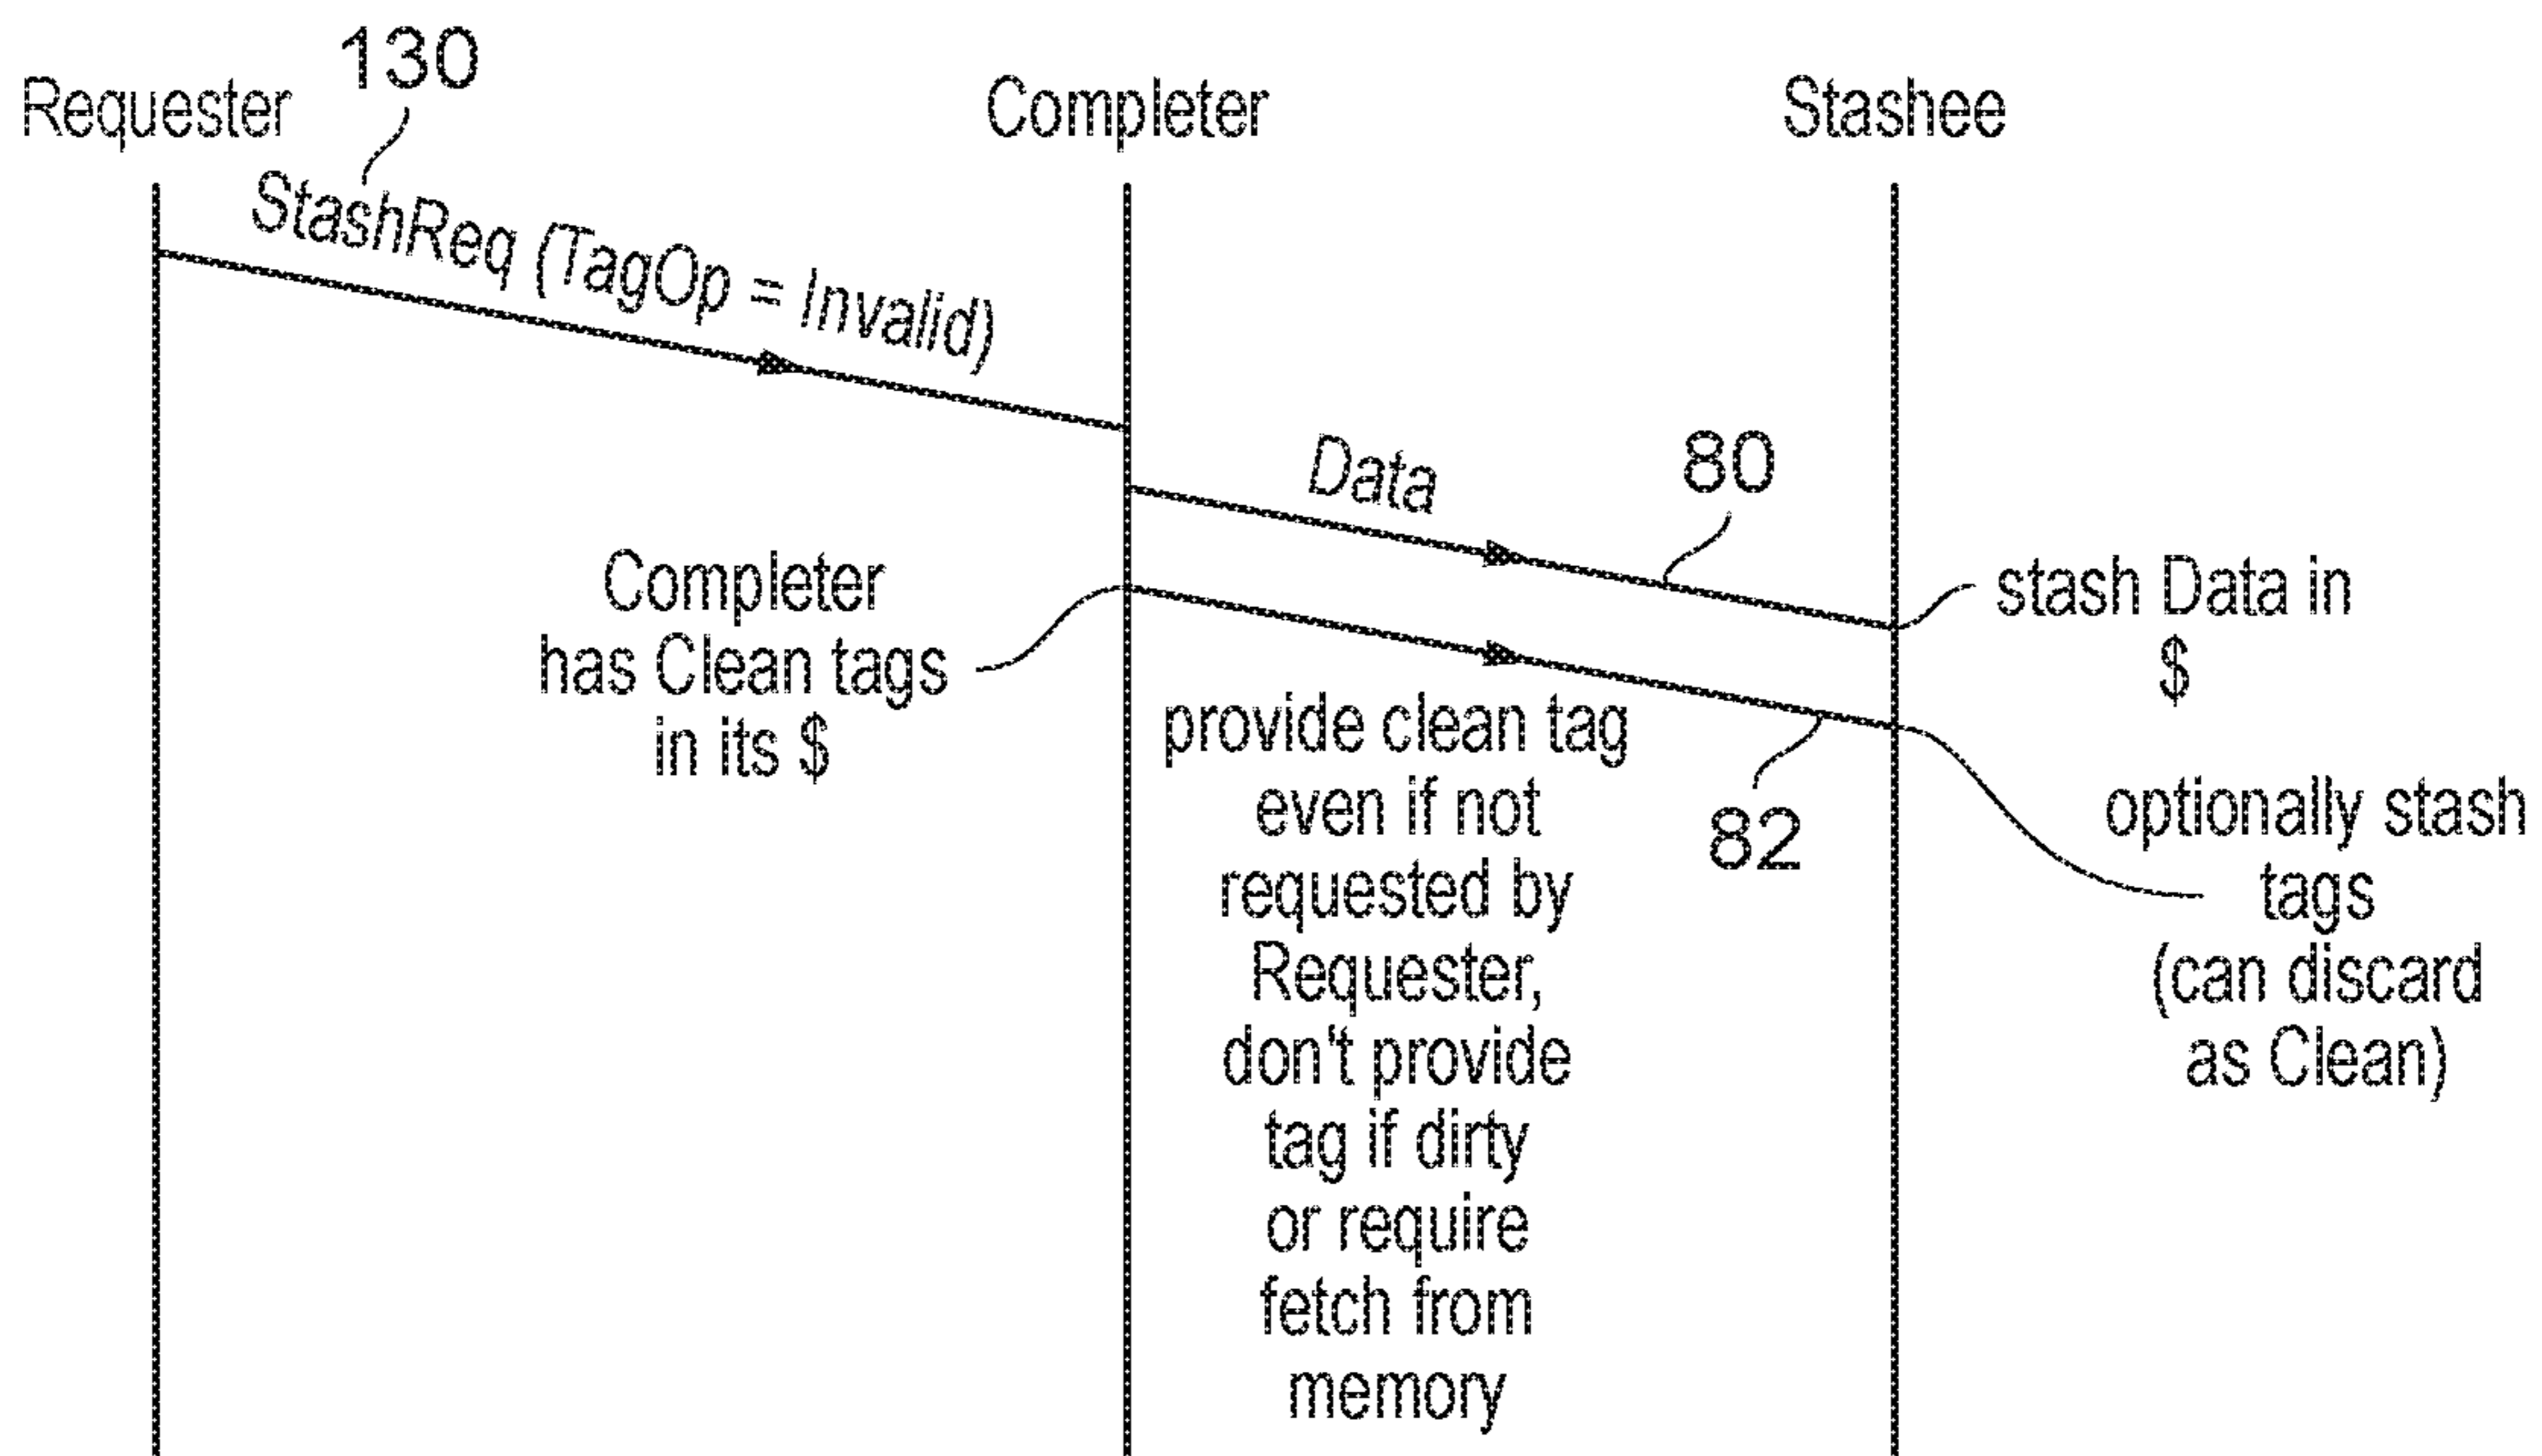 130
Requester
Completer
Stashee
StashReq (TagOp = Invalid)
Data
80
Completer
has Clean tags
in its $
stash Data in
$
provide clean tag
even if not
requested by
Requester,
don't provide
tag if dirty
or require
fetch from
memory
82
optionally stash
tags
(can discard
as Clean)